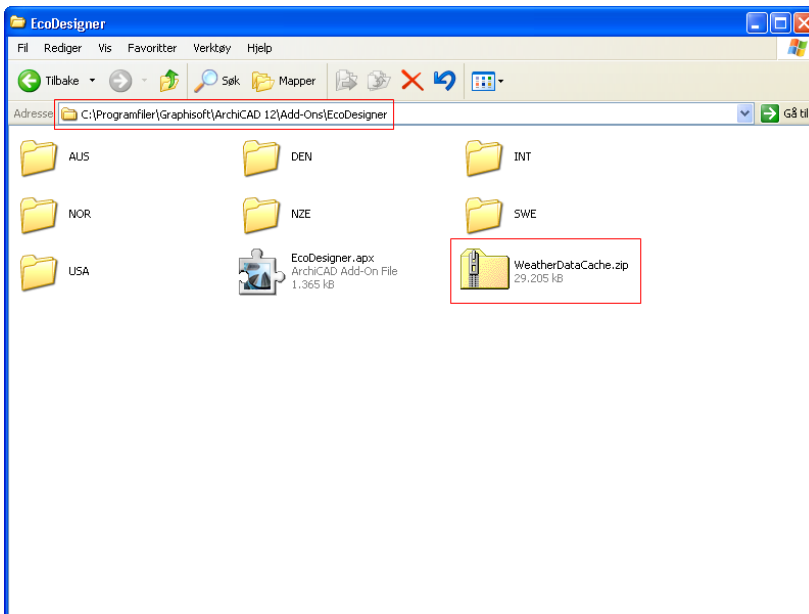 EcoDesigner
Fil Rediger Vis Favoritter Verktøy Hjelp
Tilbake Søk Mapper
Adresse C:\Programfiler\Graphisoft\ArchiCAD 12\Add-Ons\EcoDesigner Gå til
AUS DEN INT
NOR NZE SWE
USA
EcoDesigner.apx
ArchiCAD Add-On File
1.365 kB
WeatherDataCache.zip
29.205 kB